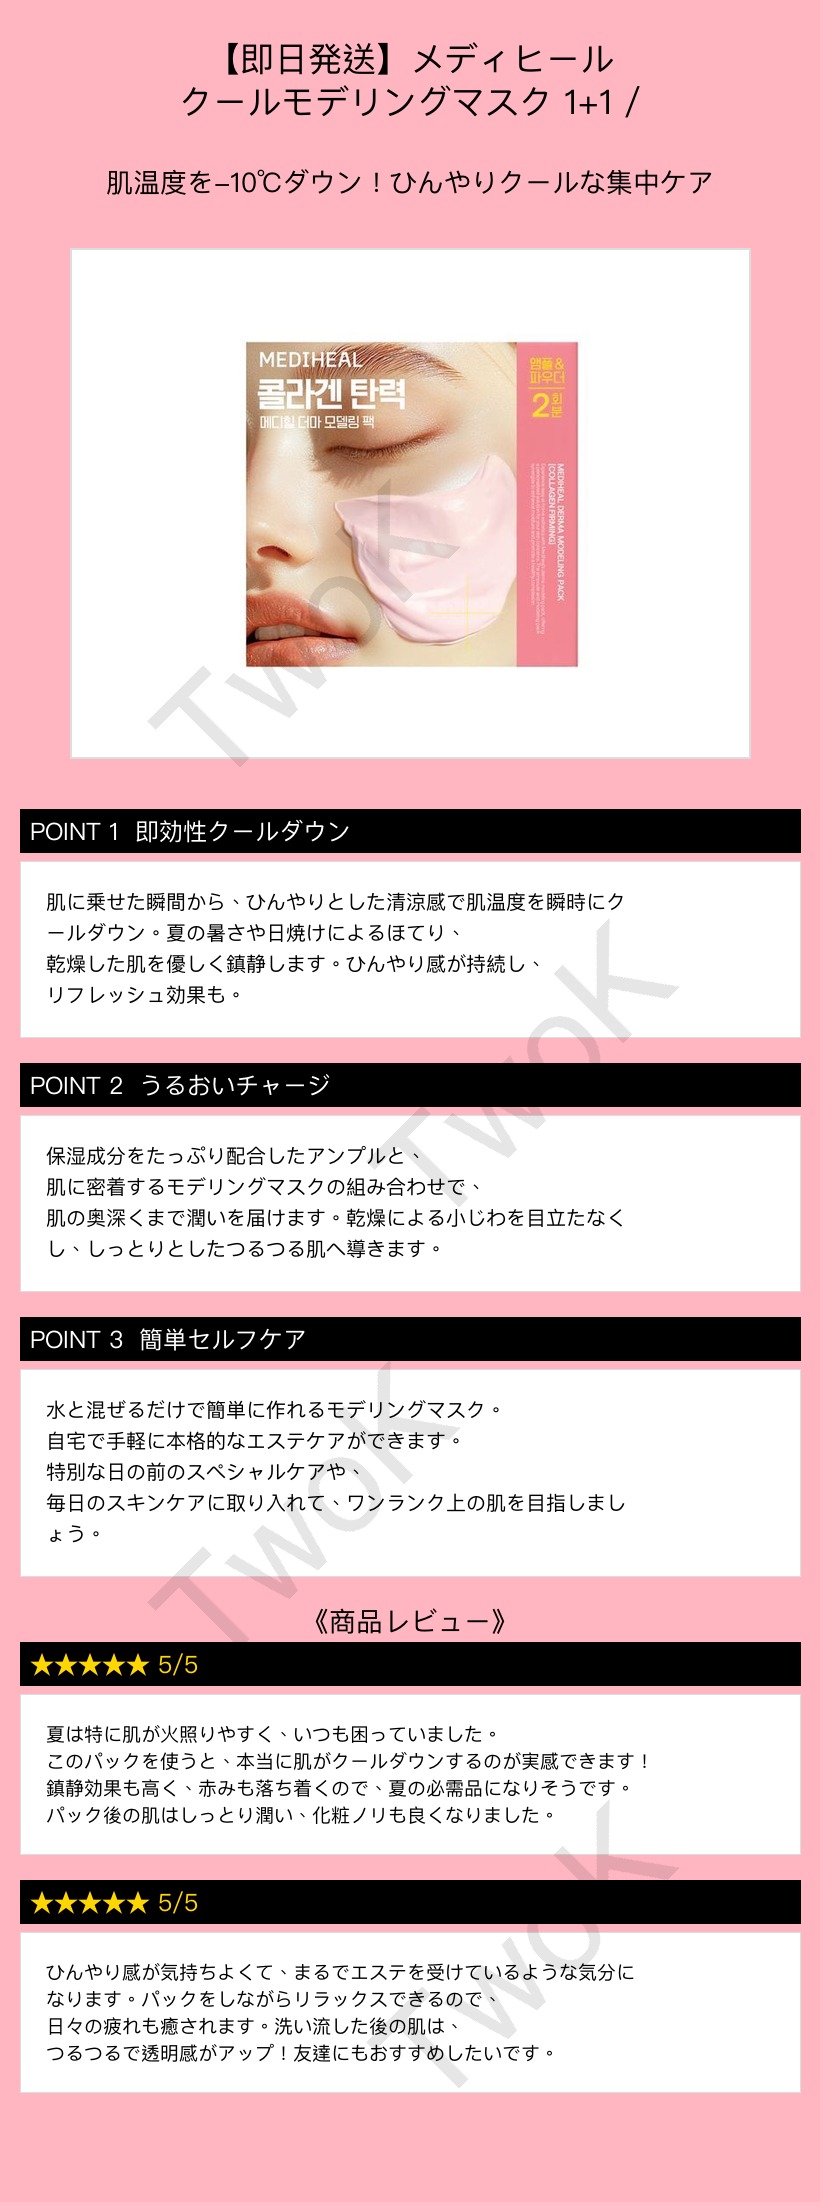 【即日発送】メディヒール
クールモデリングマスク 1+1 /
肌温度を–10℃ダウン！ひんやりクールな集中ケア
MEDIHEAL
콜라겐 탄력
메디힐 더마 모델링 팩
앰플&
파우더
2회분
MEDIHEAL DERMA MODELING PACK
[COLLAGEN FIRMING]
TwoK
POINT 1 即効性クールダウン
肌に乗せた瞬間から、ひんやりとした清涼感で肌温度を瞬時にク
ールダウン。夏の暑さや日焼けによるほてり、
乾燥した肌を優しく鎮静します。ひんやり感が持続し、
リフレッシュ効果も。
TwoK
POINT 2 うるおいチャージ
保湿成分をたっぷり配合したアンプルと、
肌に密着するモデリングマスクの組み合わせで、
肌の奥深くまで潤いを届けます。乾燥による小じわを目立たなく
し、しっとりとしたつるつる肌へ導きます。
POINT 3 簡単セルフケア
水と混ぜるだけで簡単に作れるモデリングマスク。
自宅で手軽に本格的なエステケアができます。
特別な日の前のスペシャルケアや、
毎日のスキンケアに取り入れて、ワンランク上の肌を目指しまし
ょう。
TwoK
《商品レビュー》
★★★★★ 5/5
夏は特に肌が火照りやすく、いつも困っていました。
このパックを使うと、本当に肌がクールダウンするのが実感できます！
鎮静効果も高く、赤みも落ち着くので、夏の必需品になりそうです。
パック後の肌はしっとり潤い、化粧ノリも良くなりました。
★★★★★ 5/5
ひんやり感が気持ちよくて、まるでエステを受けているような気分に
なります。パックをしながらリラックスできるので、
日々の疲れも癒されます。洗い流した後の肌は、
つるつるで透明感がアップ！友達にもおすすめしたいです。
TwoK